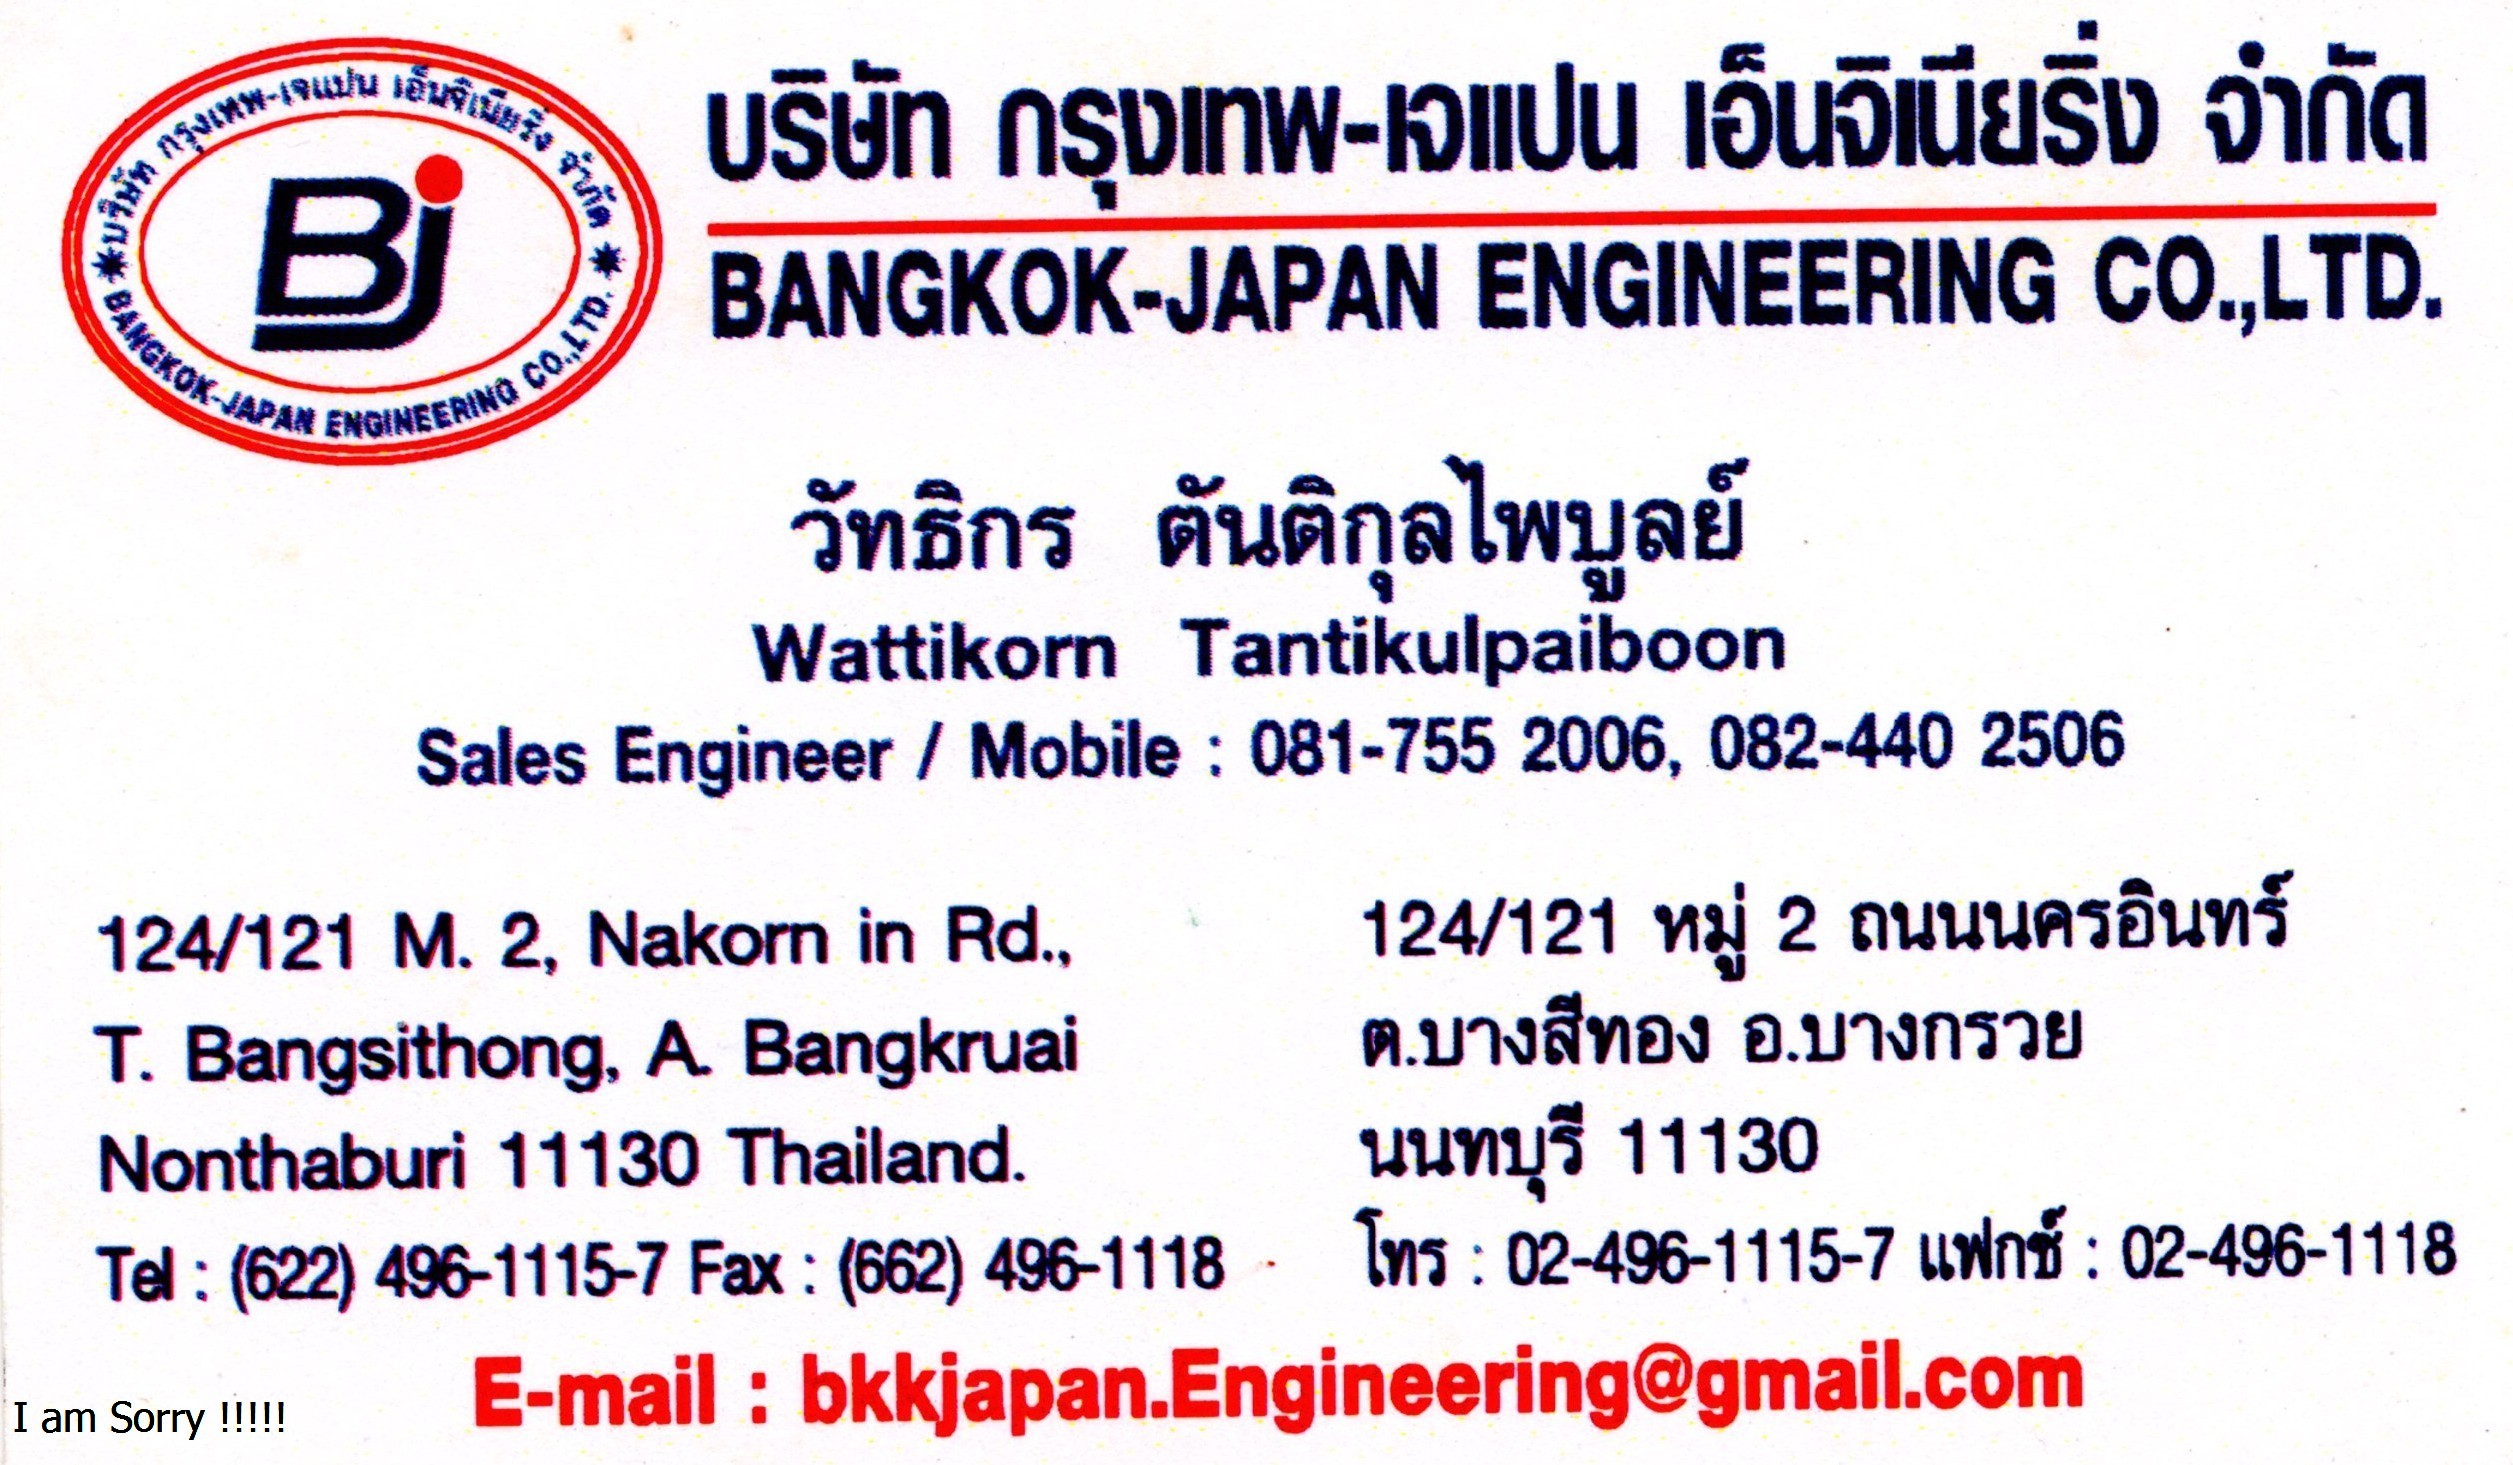 บริษัท กรุงเทพ-เจแปน เอ็นจิเนียริ่ง จำกัด
Bj
BANGKOK-JAPAN ENGINEERING CO.,LTD.
บริษัท กรุงเทพ-เจแปน เอ็นจิเนียริ่ง จำกัด
BANGKOK-JAPAN ENGINEERING CO.,LTD.
วัทธิกร ตันติกุลไพบูลย์
Wattikorn Tantikulpaiboon
Sales Engineer / Mobile : 081-755 2006, 082-440 2506
124/121 M. 2, Nakorn in Rd.,
T. Bangsithong, A. Bangkruai
Nonthaburi 11130 Thailand.
Tel : (622) 496-1115-7 Fax : (662) 496-1118
124/121 หมู่ 2 ถนนนครอินทร์
ต.บางสีทอง อ.บางกรวย
นนทบุรี 11130
โทร : 02-496-1115-7 แฟกซ์ : 02-496-1118
E-mail : bkkjapan.Engineering@gmail.com
I am Sorry !!!!!